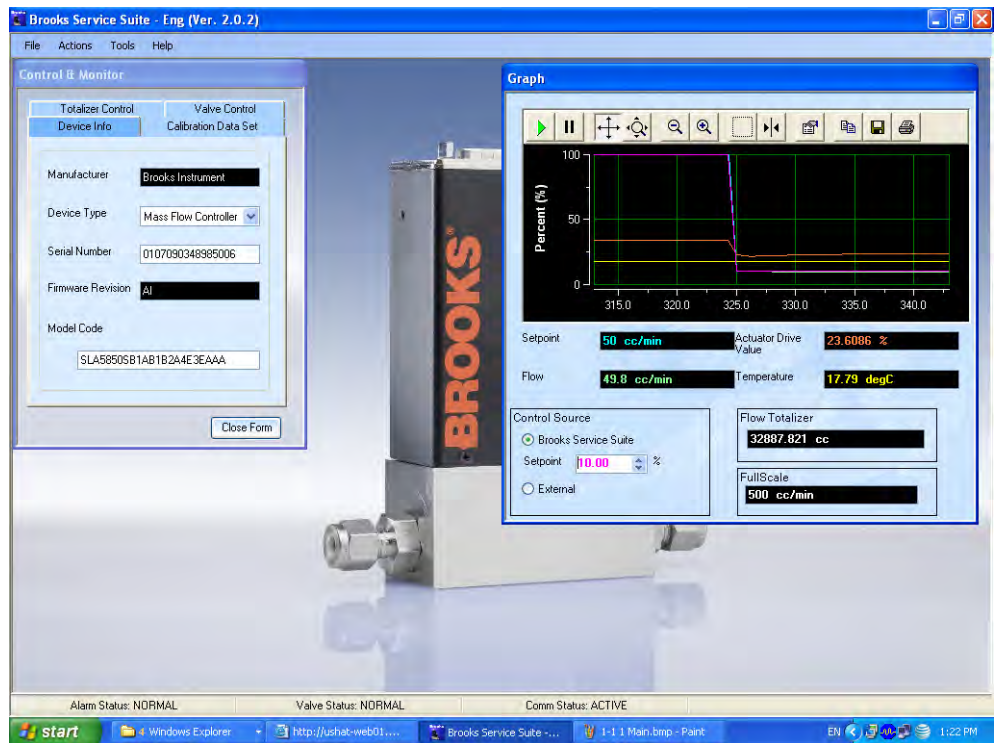 Brooks Service Suite - Eng (Ver. 2.0.2)
File Actions Tools Help
Control & Monitor
Totalizer Control Valve Control
Device Info Calibration Data Set
Manufacturer Brooks Instrument
Device Type Mass Flow Controller
Serial Number 0107090348985006
Firmware Revision AI
Model Code
SLA5850SB1AB1B2A4E3EAAA
Close Form
BROOKS
Graph
100
50
0
Percent (%)
315.0 320.0 325.0 330.0 335.0 340.0
Setpoint 50 cc/min Actuator Drive Value 23.6086 %
Flow 49.8 cc/min Temperature 17.79 degC
Control Source
Brooks Service Suite
Setpoint 10.00 %
External
Flow Totalizer
32887.821 cc
FullScale
500 cc/min
Alarm Status: NORMAL Valve Status: NORMAL Comm Status: ACTIVE
start 4 Windows Explorer http://ushat-web01.... Brooks Service Suite -... 1-1 1 Main.bmp - Paint EN 1:22 PM